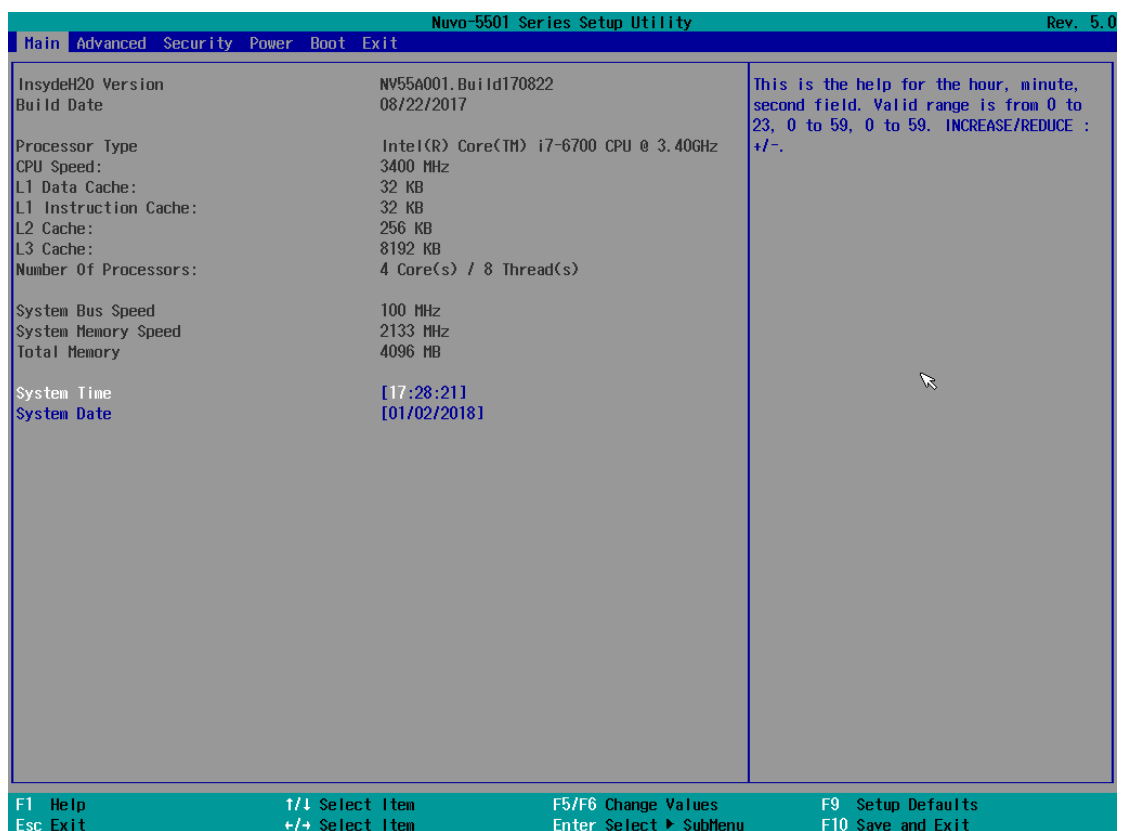 Nuvo-5501 Series Setup Utility Rev. 5.0
Main Advanced Security Power Boot Exit
InsydeH2O Version NV55A001.Build170822
Build Date 08/22/2017
Processor Type Intel(R) Core(TM) i7-6700 CPU @ 3.40GHz
CPU Speed: 3400 MHz
L1 Data Cache: 32 KB
L1 Instruction Cache: 32 KB
L2 Cache: 256 KB
L3 Cache: 8192 KB
Number Of Processors: 4 Core(s) / 8 Thread(s)
System Bus Speed 100 MHz
System Memory Speed 2133 MHz
Total Memory 4096 MB
System Time [17:28:21]
System Date [01/02/2018]
This is the help for the hour, minute,
second field. Valid range is from 0 to
23, 0 to 59, 0 to 59. INCREASE/REDUCE :
+/-.
F1 Help ↑/↓ Select Item F5/F6 Change Values F9 Setup Defaults
Esc Exit ←/→ Select Item Enter Select ▶ SubMenu F10 Save and Exit